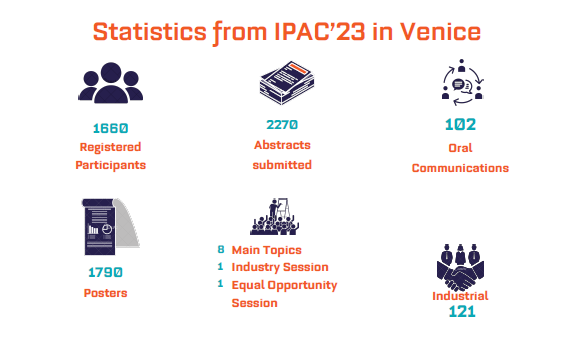 Statistics from IPAC'23 in Venice
1660
Registered
Participants
2270
Abstracts
submitted
102
Oral
Communications
1790
Posters
8 Main Topics
1 Industry Session
1 Equal Opportunity
Session
Industrial
121